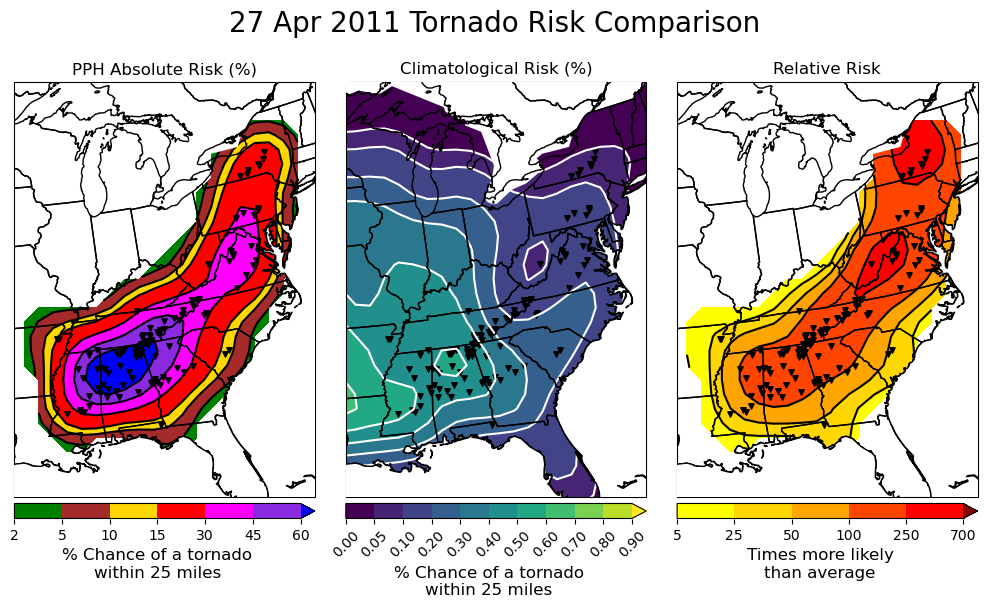 27 Apr 2011 Tornado Risk Comparison
PPH Absolute Risk (%)
Climatological Risk (%)
Relative Risk
2 5 10 15 30 45 60
% Chance of a tornado
within 25 miles
0.00 0.05 0.10 0.20 0.30 0.40 0.50 0.60 0.70 0.80 0.90
% Chance of a tornado
within 25 miles
5 25 50 100 250 700
Times more likely
than average